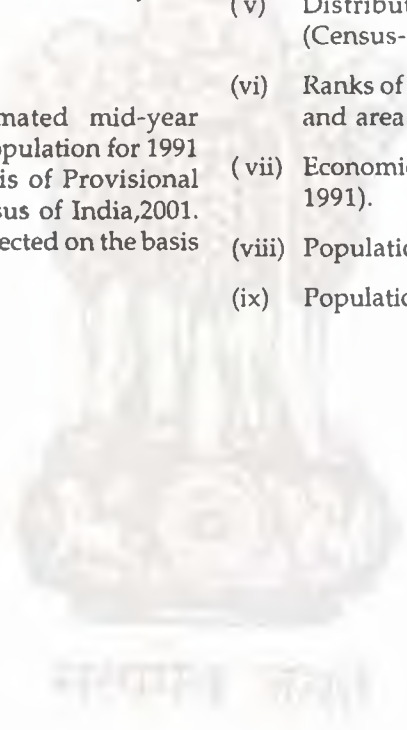 mated mid-year
opulation for 1991
is of Provisional
sus of India,2001.
ected on the basis
(v) Distribut
(Census-
(vi) Ranks of
and area
(vii) Economi
1991).
(viii) Populatio
(ix) Populatio